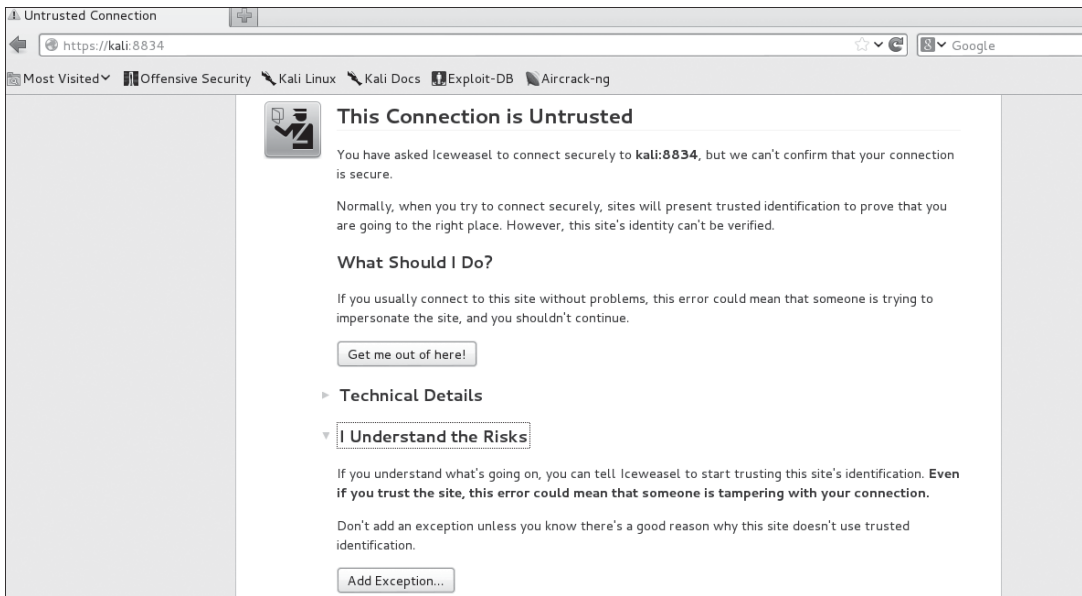 Untrusted Connection
https://kali:8834
Google
Most Visited
Offensive Security
Kali Linux
Kali Docs
Exploit-DB
Aircrack-ng
This Connection is Untrusted
You have asked Iceweasel to connect securely to kali:8834, but we can't confirm that your connection
is secure.
Normally, when you try to connect securely, sites will present trusted identification to prove that you
are going to the right place. However, this site's identity can't be verified.
What Should I Do?
If you usually connect to this site without problems, this error could mean that someone is trying to
impersonate the site, and you shouldn't continue.
Get me out of here!
Technical Details
I Understand the Risks
If you understand what's going on, you can tell Iceweasel to start trusting this site's identification. Even
if you trust the site, this error could mean that someone is tampering with your connection.
Don't add an exception unless you know there's a good reason why this site doesn't use trusted
identification.
Add Exception...